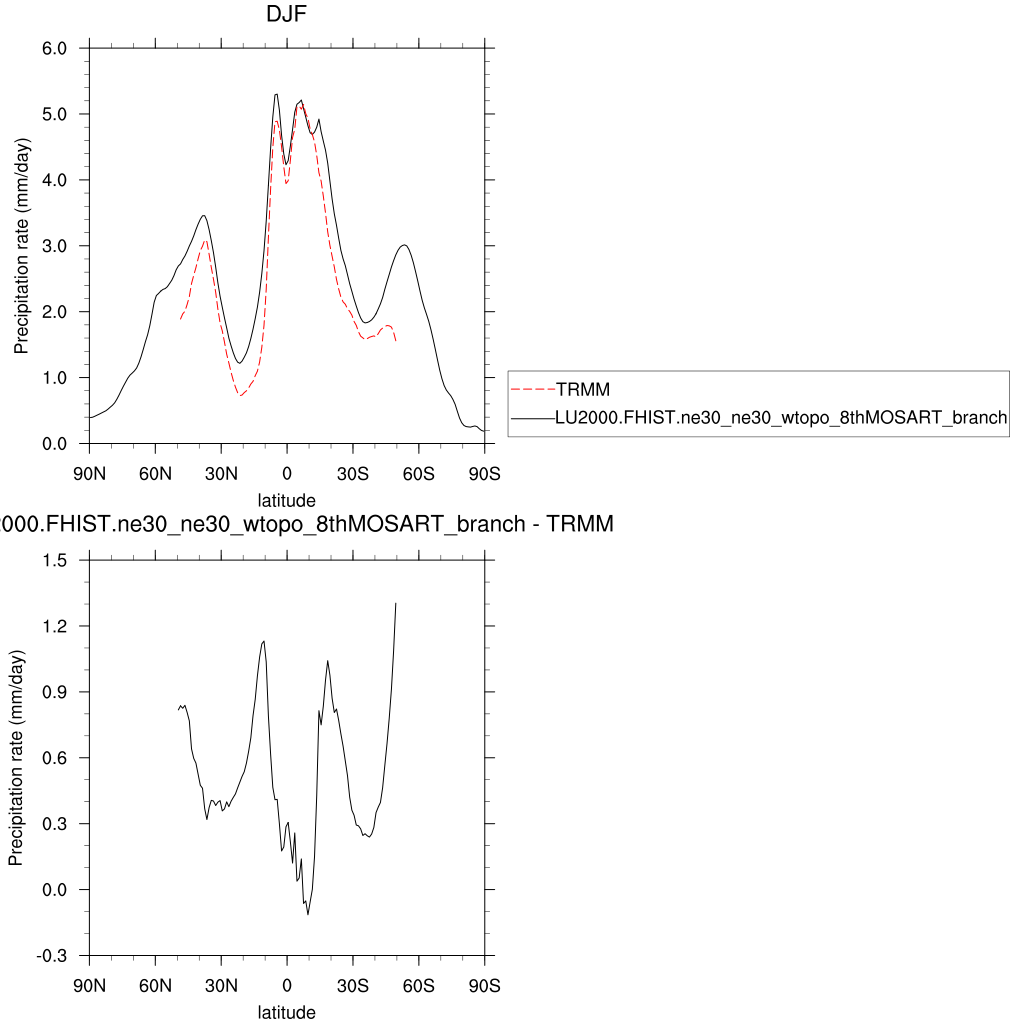 DJF
6.0
5.0
4.0
3.0
2.0
1.0
0.0
Precipitation rate (mm/day)
90N 60N 30N 0 30S 60S 90S
latitude
TRMM
LU2000.FHIST.ne30_ne30_wtopo_8thMOSART_branch
000.FHIST.ne30_ne30_wtopo_8thMOSART_branch - TRMM
1.5
1.2
0.9
0.6
0.3
0.0
-0.3
Precipitation rate (mm/day)
90N 60N 30N 0 30S 60S 90S
latitude